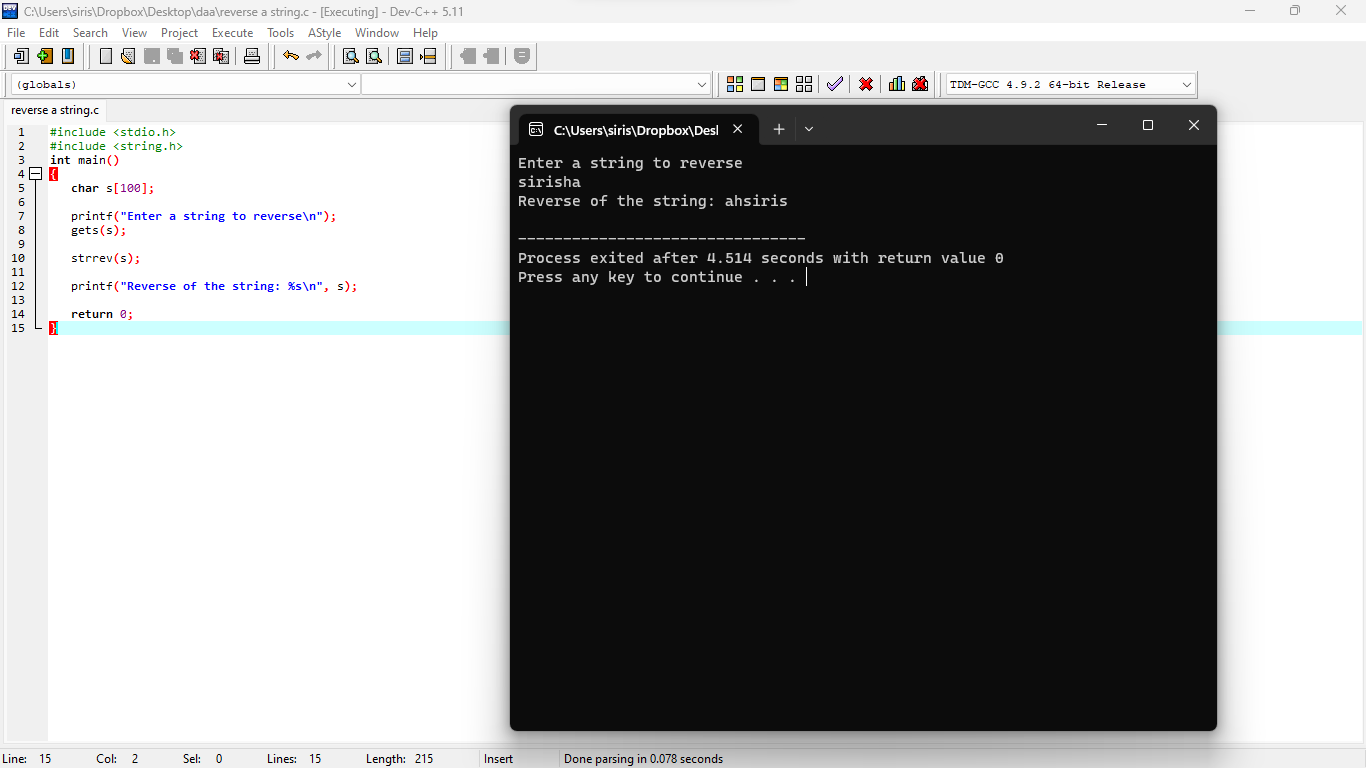 C:\Users\siris\Dropbox\Desktop\daa\reverse a string.c - [Executing] - Dev-C++ 5.11
File Edit Search View Project Execute Tools AStyle Window Help
(globals)
TDM-GCC 4.9.2 64-bit Release
reverse a string.c
1 #include <stdio.h>
2 #include <string.h>
3 int main()
4 {
5 char s[100];
6
7 printf("Enter a string to reverse\n");
8 gets(s);
9
10 strrev(s);
11
12 printf("Reverse of the string: %s\n", s);
13
14 return 0;
15 }
C:\Users\siris\Dropbox\Desl
Enter a string to reverse
sirisha
Reverse of the string: ahsiris
--------------------------------
Process exited after 4.514 seconds with return value 0
Press any key to continue . . .
Line: 15 Col: 2 Sel: 0 Lines: 15 Length: 215 Insert Done parsing in 0.078 seconds